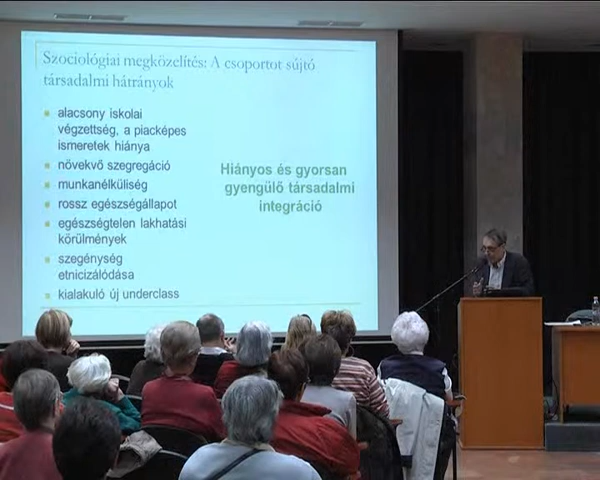 Szociológiai megközelítés: A csoportot sújtó
társadalmi hátrányok
alacsony iskolai
végzettség, a piacképes
ismeretek hiánya
növekvő szegregáció
munkanélküliség
rossz egészségállapot
egészségtelen lakhatási
körülmények
szegénység
etnicizálódása
kialakuló új underclass
Hiányos és gyorsan
gyengülő társadalmi
integráció